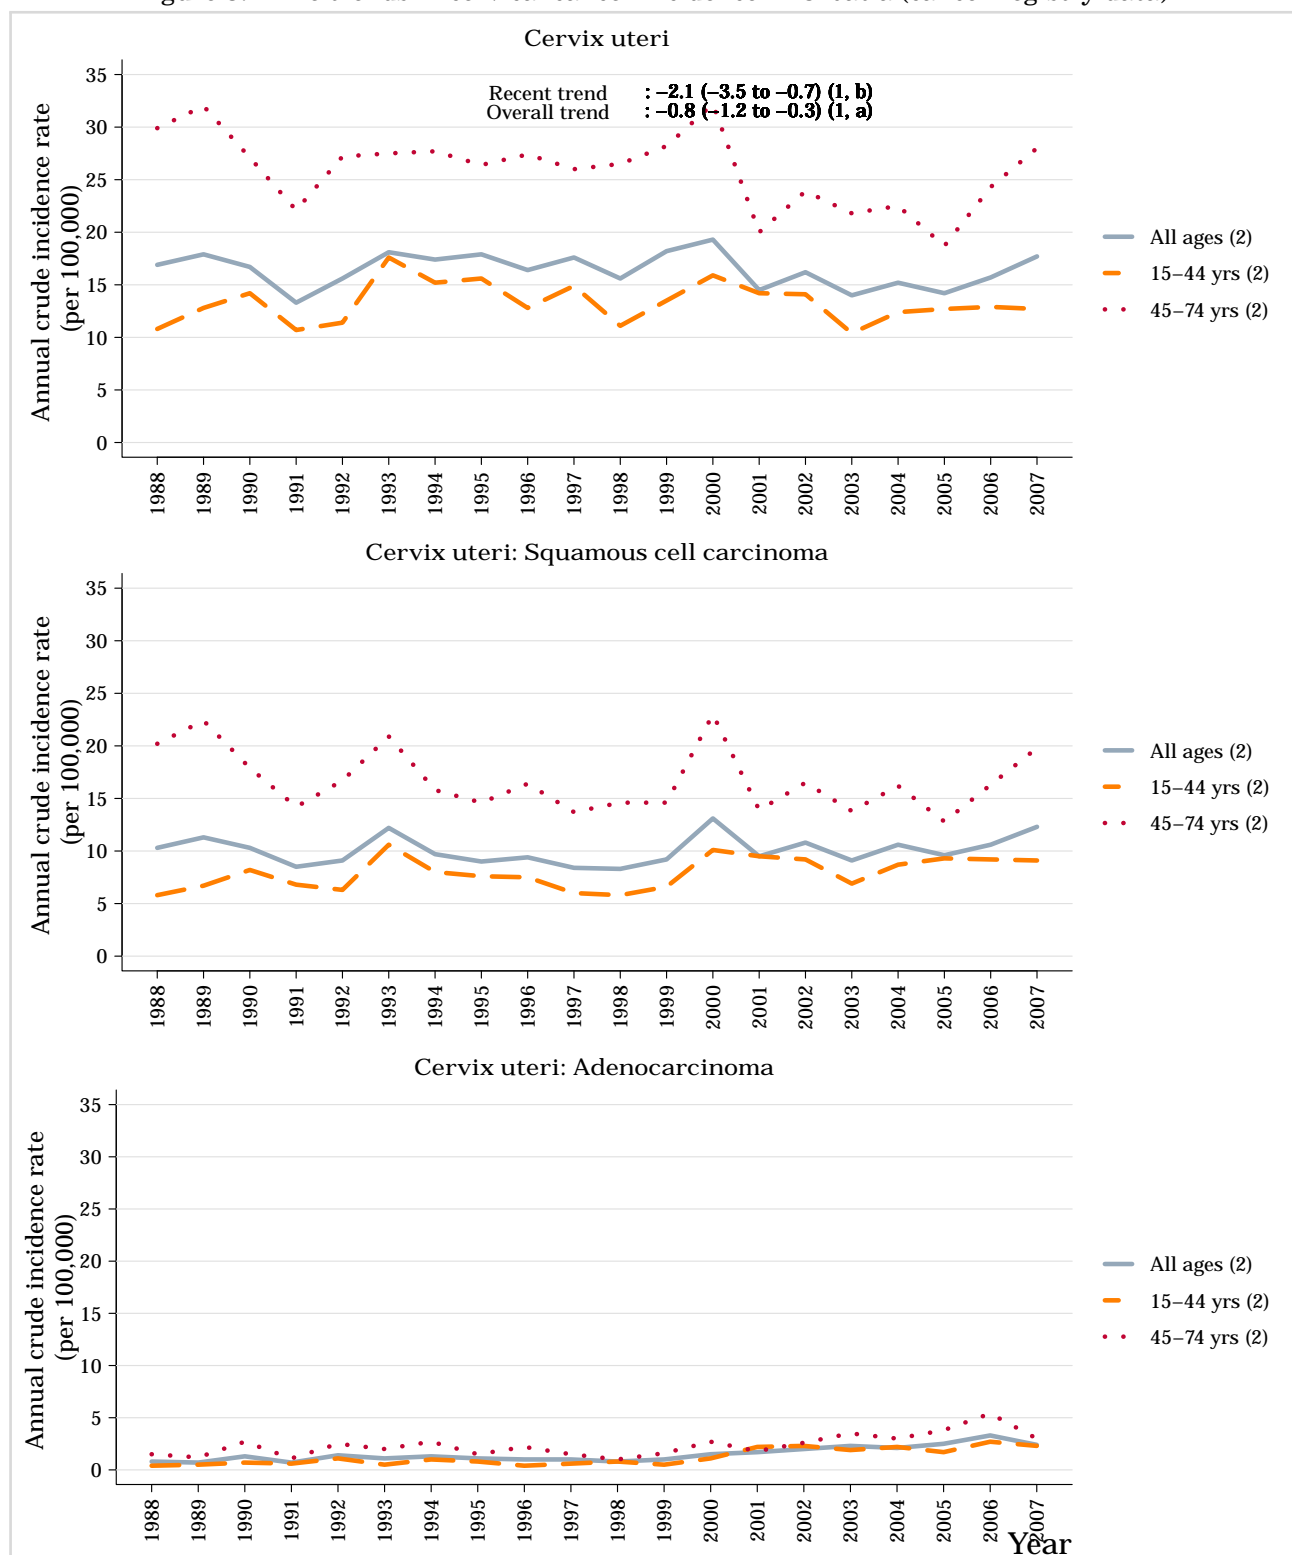 Cervix uteri
Recent trend : −2.1 (−3.5 to −0.7) (1, b)
Overall trend : −0.8 (−1.2 to −0.3) (1, a)
Annual crude incidence rate
(per 100,000)
35
30
25
20
15
10
5
0
1988 1989 1990 1991 1992 1993 1994 1995 1996 1997 1998 1999 2000 2001 2002 2003 2004 2005 2006 2007
All ages (2)
15−44 yrs (2)
45−74 yrs (2)
Cervix uteri: Squamous cell carcinoma
Annual crude incidence rate
(per 100,000)
35
30
25
20
15
10
5
0
1988 1989 1990 1991 1992 1993 1994 1995 1996 1997 1998 1999 2000 2001 2002 2003 2004 2005 2006 2007
All ages (2)
15−44 yrs (2)
45−74 yrs (2)
Cervix uteri: Adenocarcinoma
Annual crude incidence rate
(per 100,000)
35
30
25
20
15
10
5
0
1988 1989 1990 1991 1992 1993 1994 1995 1996 1997 1998 1999 2000 2001 2002 2003 2004 2005 2006 2007
All ages (2)
15−44 yrs (2)
45−74 yrs (2)
Year